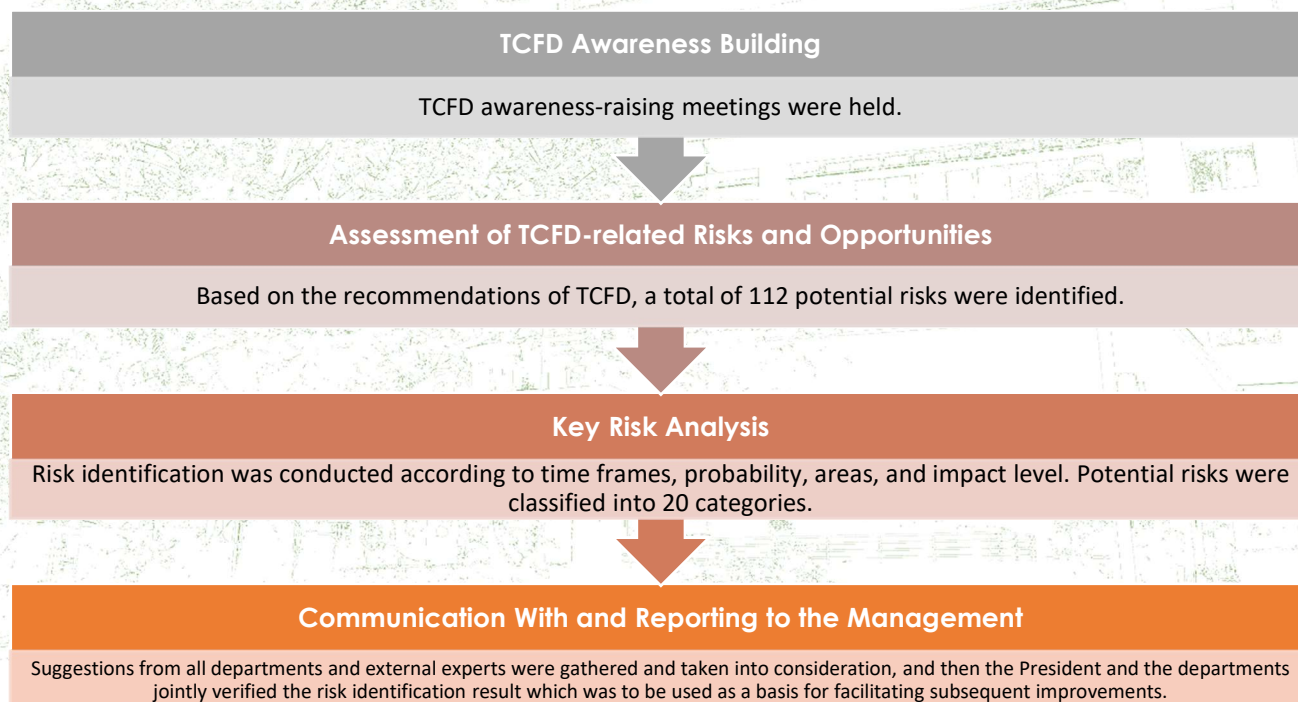 TCFD Awareness Building
TCFD awareness-raising meetings were held.
Assessment of TCFD-related Risks and Opportunities
Based on the recommendations of TCFD, a total of 112 potential risks were identified.
Key Risk Analysis
Risk identification was conducted according to time frames, probability, areas, and impact level. Potential risks were
classified into 20 categories.
Communication With and Reporting to the Management
Suggestions from all departments and external experts were gathered and taken into consideration, and then the President and the departments
jointly verified the risk identification result which was to be used as a basis for facilitating subsequent improvements.